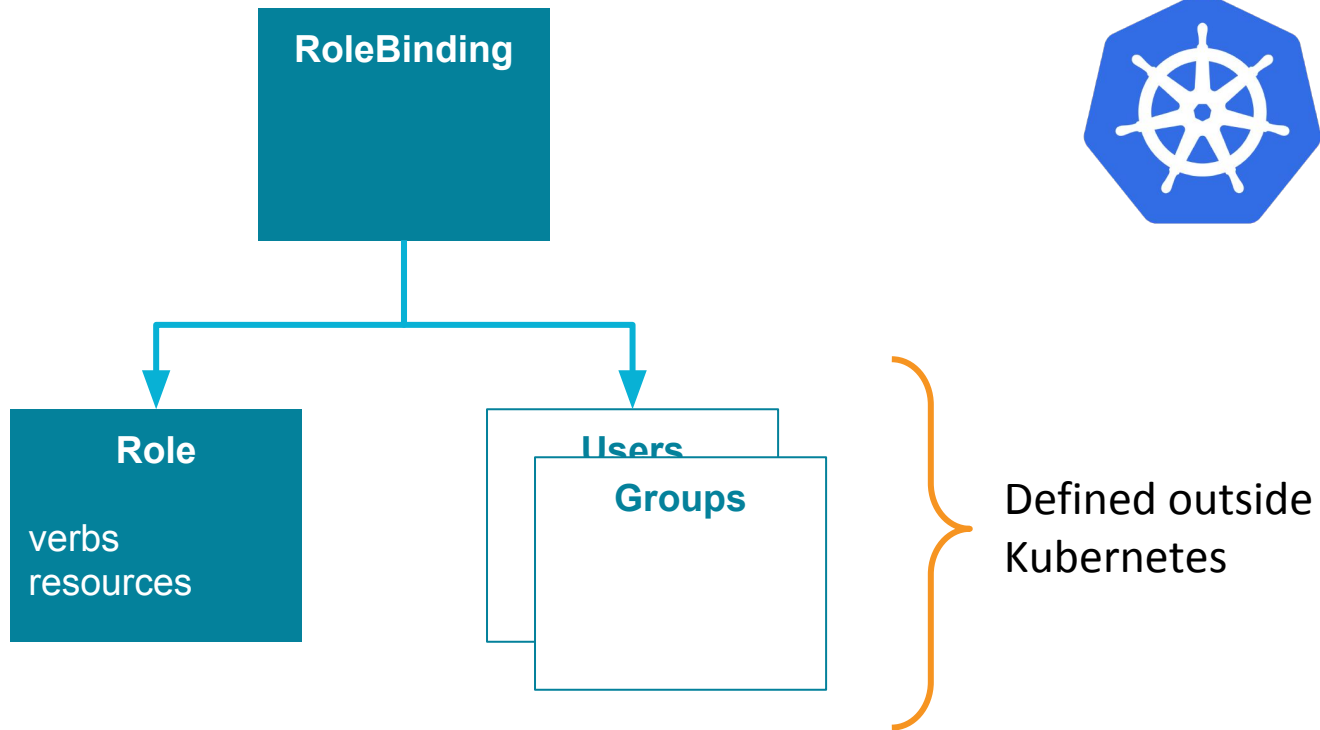 RoleBinding
Role
verbs
resources
Users
Groups
Defined outside
Kubernetes